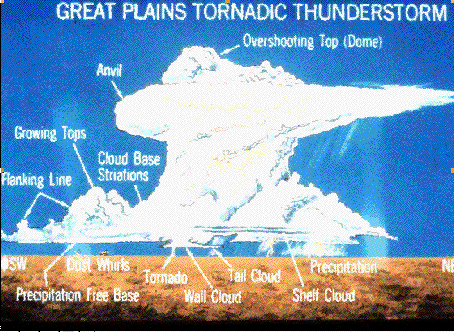 GREAT PLAINS TORNADIC THUNDERSTORM
Overshooting Top (Dome)
Anvil
Growing Tops
Cloud Base
Striations
Flanking Line
SW
Dust Whirls
Tornado
Tail Cloud
Precipitation
Precipitation Free Base
Wall Cloud
Shelf Cloud